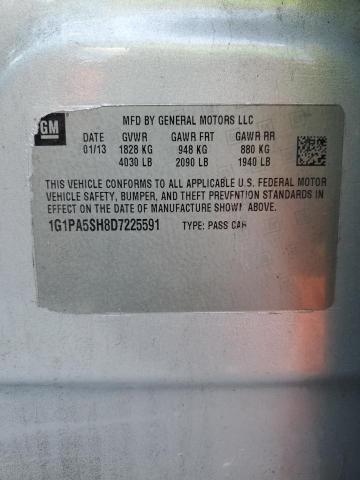 GM
MFD BY GENERAL MOTORS LLC
DATE GVWR GAWR FRT GAWR RR
01/13 1828 KG 948 KG 880 KG
4030 LB 2090 LB 1940 LB
THIS VEHICLE CONFORMS TO ALL APPLICABLE U.S. FEDERAL MOTOR
VEHICLE SAFETY, BUMPER, AND THEFT PREVENTION STANDARDS IN
EFFECT ON THE DATE OF MANUFACTURE SHOWN ABOVE.
1G1PA5SH8D7225591 TYPE: PASS CAR